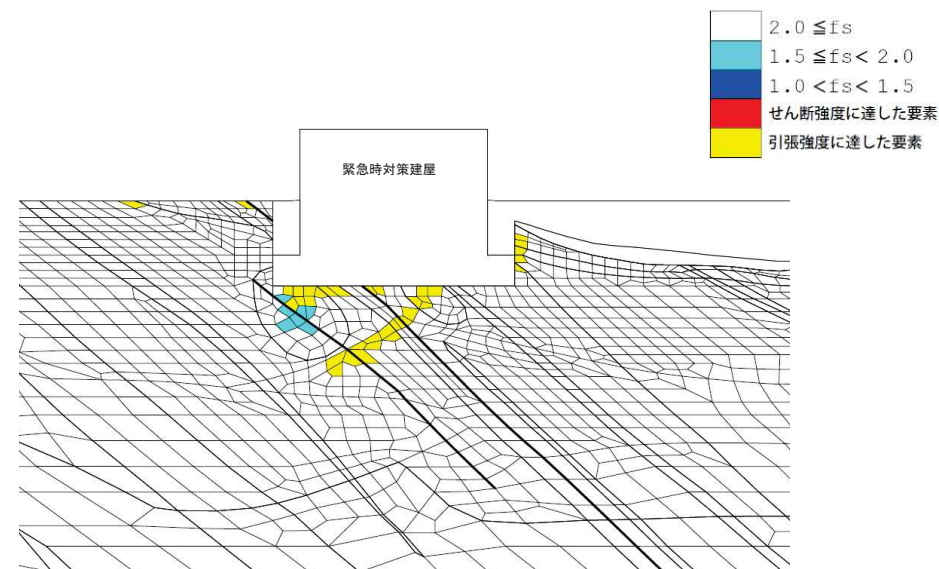 2.0 ≦fs
1.5 ≦fs< 2.0
1.0 <fs< 1.5
せん断強度に達した要素
引張強度に達した要素
緊急時対策建屋